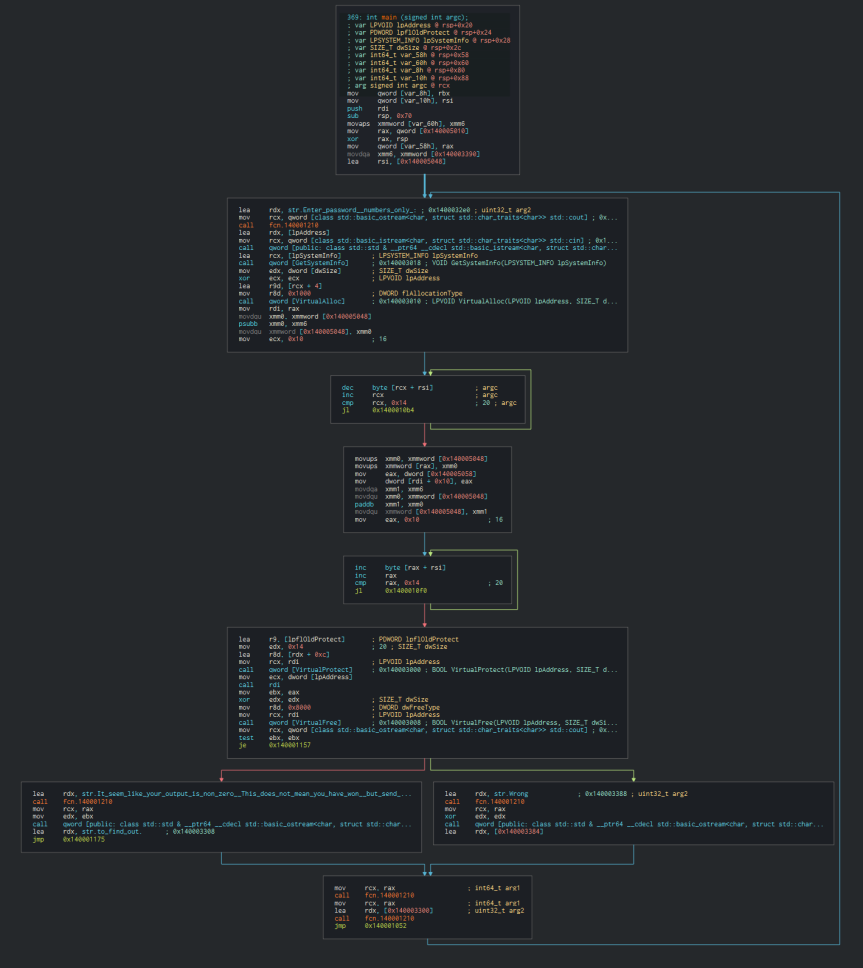 369: int main (signed int argc);
; var LPVOID lpAddress @ rsp+0x20
; var PDWORD lpflOldProtect @ rsp+0x24
; var LPSYSTEM_INFO lpSystemInfo @ rsp+0x28
; var SIZE_T dwSize @ rsp+0x2c
; var int64_t var_58h @ rsp+0x58
; var int64_t var_60h @ rsp+0x60
; var int64_t var_8h @ rsp+0x80
; var int64_t var_10h @ rsp+0x88
; arg signed int argc @ rcx
mov qword [var_8h], rbx
mov qword [var_10h], rsi
push rdi
sub rsp, 0x70
movaps xmmword [var_60h], xmm6
mov rax, qword [0x140005010]
xor rax, rsp
mov qword [var_58h], rax
movdqa xmm6, xmmword [0x140003390]
lea rsi, [0x140005048]
lea rdx, str.Enter_password__numbers_only_: ; 0x1400032e0 ; uint32_t arg2
mov rcx, qword [class std::basic_ostream<char, struct std::char_traits<char>> std::cout] ; 0x...
call fcn.140001210
lea rdx, [lpAddress]
mov rcx, qword [class std::basic_istream<char, struct std::char_traits<char>> std::cin] ; 0x1...
call qword [public: class std::std & __ptr64 __cdecl std::basic_istream<char, struct std::char...
lea rcx, [lpSystemInfo] ; LPSYSTEM_INFO lpSystemInfo
call qword [GetSystemInfo] ; 0x140003018 ; VOID GetSystemInfo(LPSYSTEM_INFO lpSystemInfo)
mov edx, dword [dwSize] ; SIZE_T dwSize
xor ecx, ecx ; LPVOID lpAddress
lea r9d, [rcx + 4]
mov r8d, 0x1000 ; DWORD flAllocationType
call qword [VirtualAlloc] ; 0x140003010 ; LPVOID VirtualAlloc(LPVOID lpAddress, SIZE_T d...
mov rdi, rax
movdqu xmm0, xmmword [0x140005048]
psubb xmm0, xmm6
movdqu xmmword [0x140005048], xmm0
mov ecx, 0x10 ; 16
dec byte [rcx + rsi] ; argc
inc rcx ; argc
cmp rcx, 0x14 ; 20 ; argc
jl 0x1400010b4
movups xmm0, xmmword [0x140005048]
movups xmmword [rax], xmm0
mov eax, dword [0x140005058]
mov dword [rdi + 0x10], eax
movdqa xmm1, xmm6
movdqu xmm0, xmmword [0x140005048]
paddb xmm1, xmm0
movdqu xmmword [0x140005048], xmm1
mov eax, 0x10 ; 16
inc byte [rax + rsi]
inc rax
cmp rax, 0x14 ; 20
jl 0x1400010f0
lea r9, [lpflOldProtect] ; PDWORD lpflOldProtect
mov edx, 0x14 ; 20 ; SIZE_T dwSize
lea r8d, [rdx + 0xc]
mov rcx, rdi ; LPVOID lpAddress
call qword [VirtualProtect] ; 0x140003000 ; BOOL VirtualProtect(LPVOID lpAddress, SIZE_T d...
mov ecx, dword [lpAddress]
call rdi
mov ebx, eax
xor edx, edx ; SIZE_T dwSize
mov r8d, 0x8000 ; DWORD dwFreeType
mov rcx, rdi ; LPVOID lpAddress
call qword [VirtualFree] ; 0x140003008 ; BOOL VirtualFree(LPVOID lpAddress, SIZE_T dwSi...
mov rcx, qword [class std::basic_ostream<char, struct std::char_traits<char>> std::cout] ; 0x...
test ebx, ebx
je 0x140001157
lea rdx, str.It_seem_like_your_output_is_non_zero__This_does_not_mean_you_have_won__but_send_...
call fcn.140001210
mov rcx, rax
mov edx, ebx
call qword [public: class std::std & __ptr64 __cdecl std::basic_ostream<char, struct std::char...
lea rdx, str.to_find_out. ; 0x140003308
jmp 0x140001175
lea rdx, str.Wrong ; 0x140003388 ; uint32_t arg2
call fcn.140001210
mov rcx, rax
xor edx, edx
call qword [public: class std::std & __ptr64 __cdecl std::basic_ostream<char, struct std::char...
lea rdx, [0x140003384]
mov rcx, rax ; int64_t arg1
call fcn.140001210
mov rcx, rax ; int64_t arg1
lea rdx, [0x140003300] ; uint32_t arg2
call fcn.140001210
jmp 0x140001052